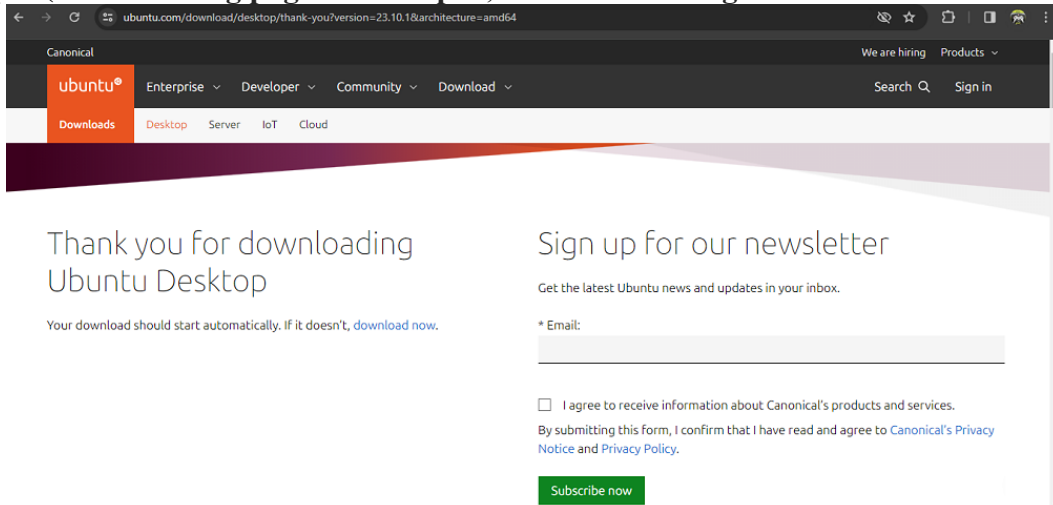 ubuntu.com/download/desktop/thank-you?version=23.10.1&architecture=amd64
Canonical
We are hiring Products
ubuntu Enterprise Developer Community Download Search Sign in
Downloads Desktop Server IoT Cloud
Thank you for downloading
Ubuntu Desktop
Your download should start automatically. If it doesn't, download now.
Sign up for our newsletter
Get the latest Ubuntu news and updates in your inbox.
* Email:
I agree to receive information about Canonical's products and services.
By submitting this form, I confirm that I have read and agree to Canonical's Privacy
Notice and Privacy Policy.
Subscribe now